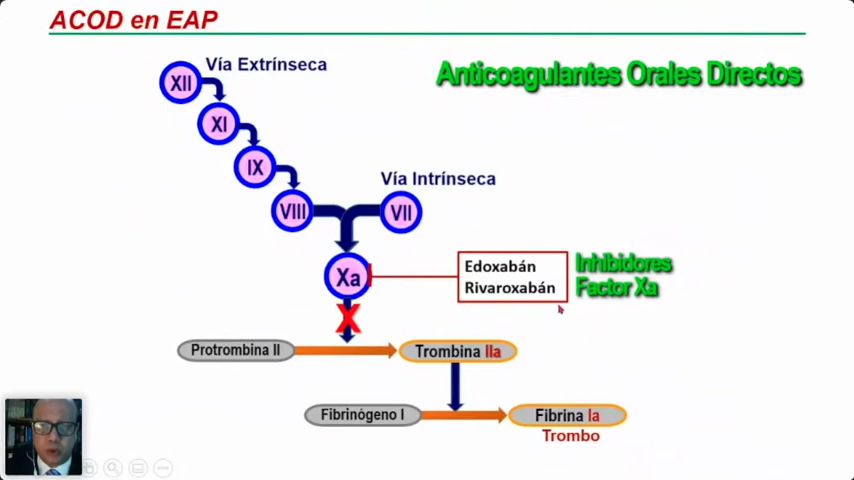 ACOD en EAP
Anticoagulantes Orales Directos
Vía Extrínseca
XII
XI
IX
VIII
Vía Intrínseca
VII
Xa
Edoxabán
Rivaroxabán
Inhibidores
Factor Xa
X
Protrombina II
Trombina IIa
Fibrinógeno I
Fibrina Ia
Trombo